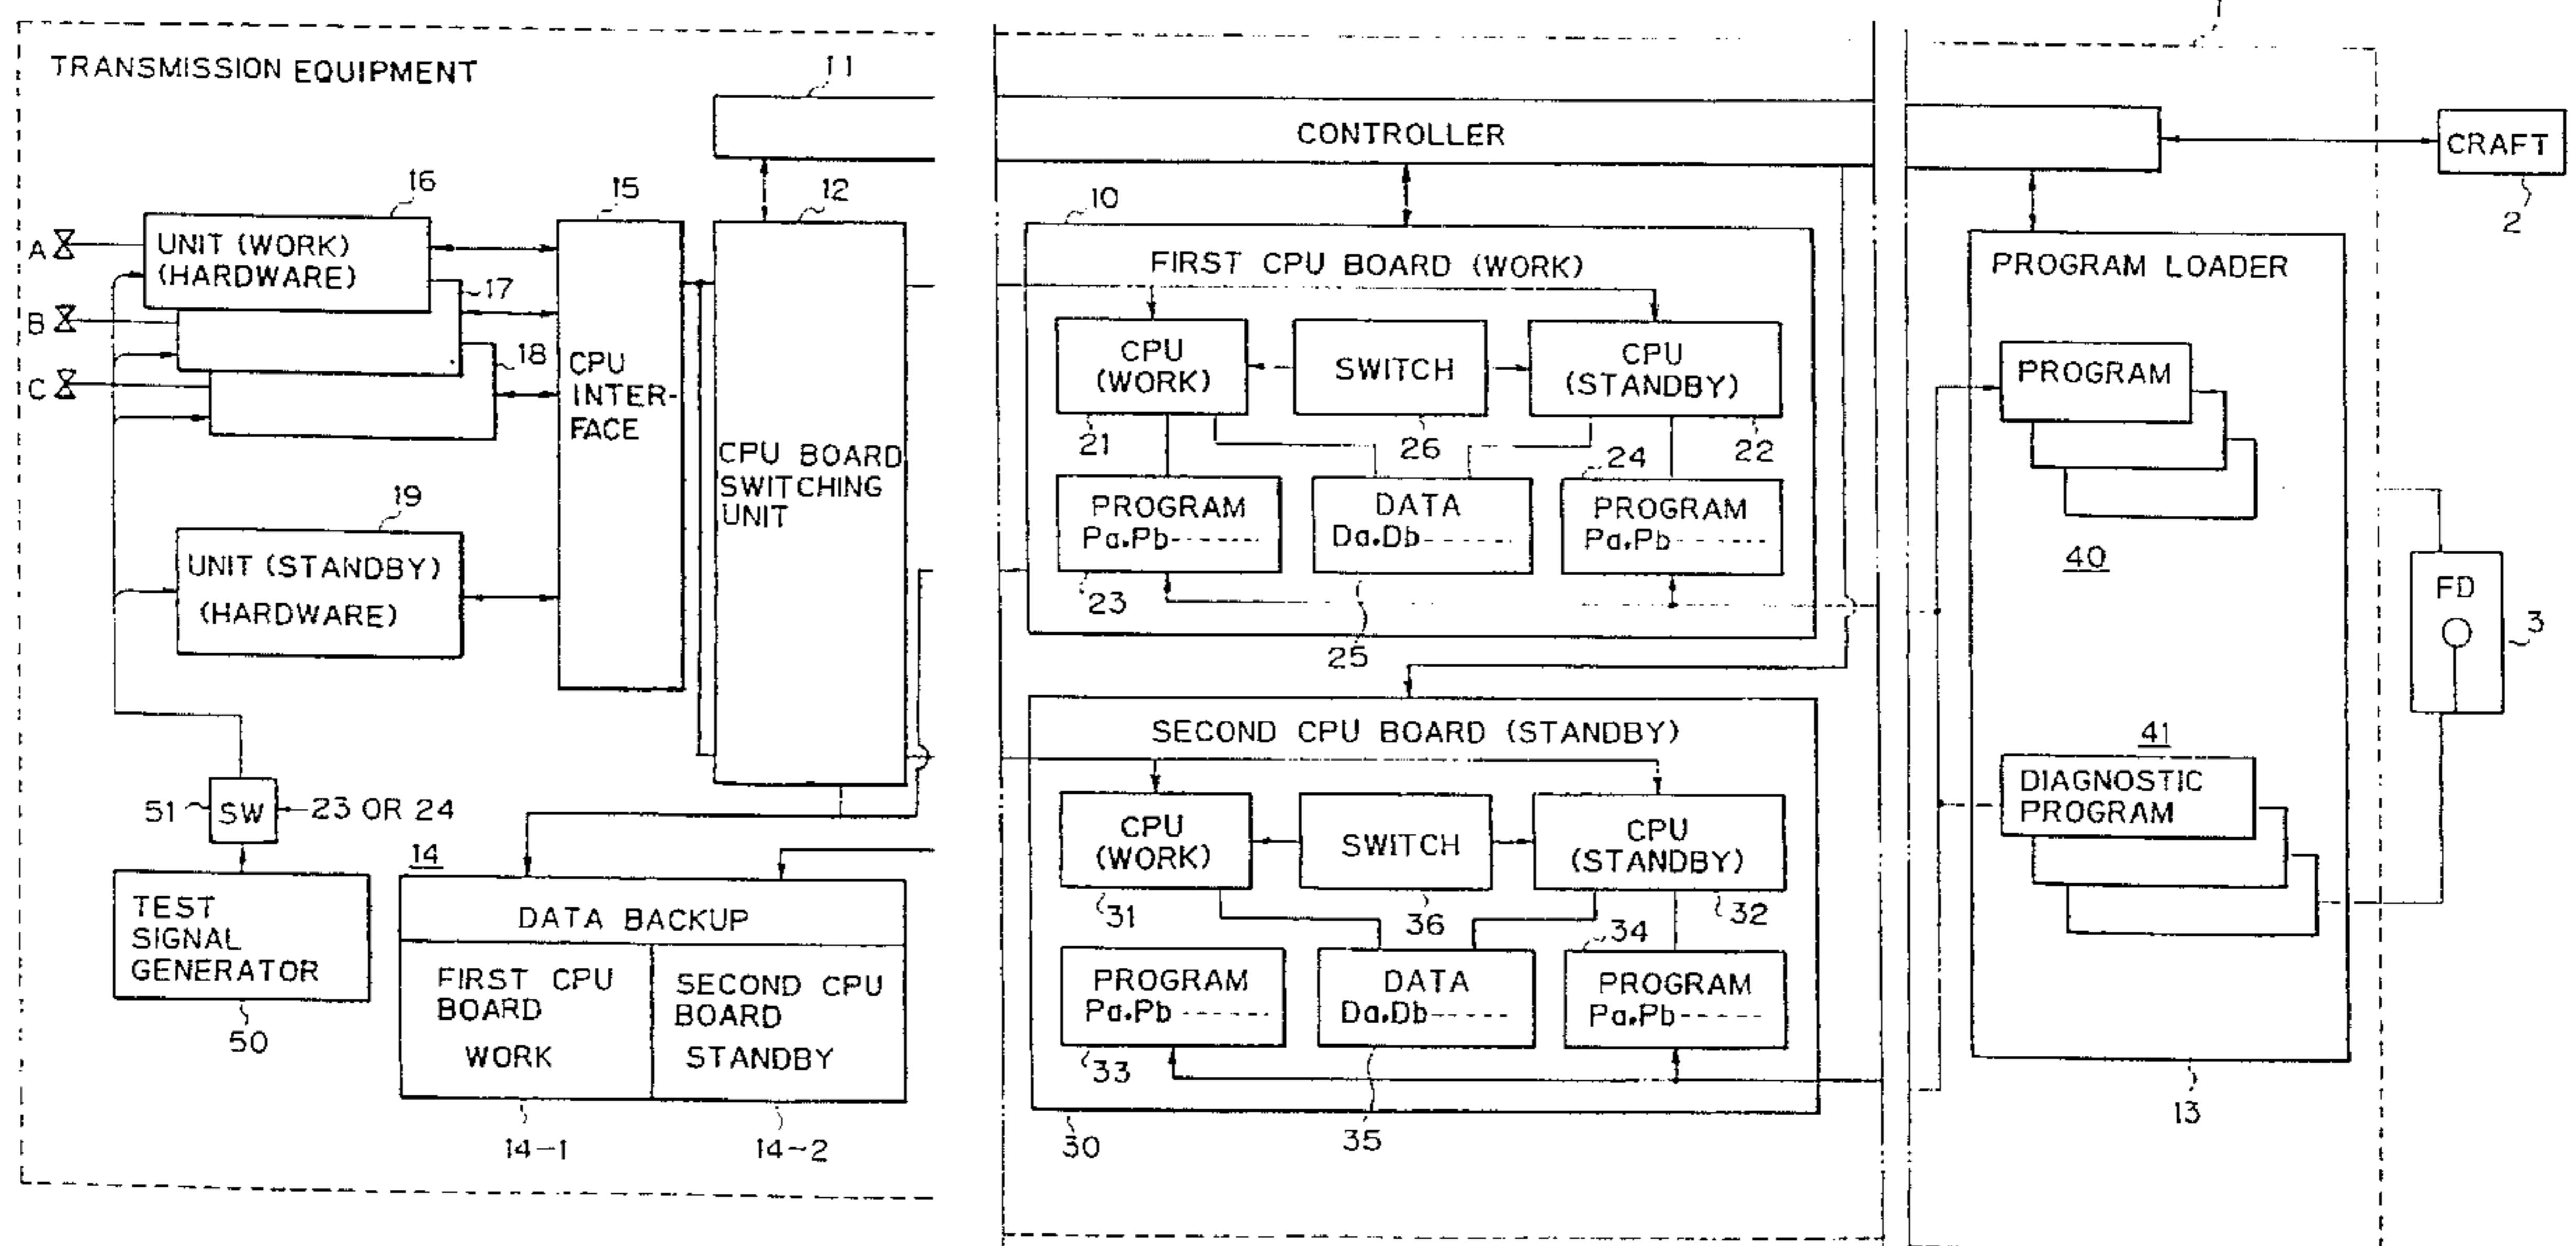 TRANSMISSION EQUIPMENT
11
CONTROLLER
CRAFT
2
16
UNIT (WORK)
(HARDWARE)
A
17
B
18
C
15
CPU
INTER-
FACE
12
CPU BOARD
SWITCHING
UNIT
19
UNIT (STANDBY)
(HARDWARE)
51
SW
23 OR 24
TEST
SIGNAL
GENERATOR
50
14
DATA BACKUP
FIRST CPU
BOARD
WORK
SECOND CPU
BOARD
STANDBY
14-1
14-2
10
FIRST CPU BOARD (WORK)
CPU
(WORK)
21
SWITCH
26
CPU
(STANDBY)
22
24
PROGRAM
Pa.Pb-------
23
DATA
Da.Db-------
25
PROGRAM
Pa.Pb-------
SECOND CPU BOARD (STANDBY)
CPU
(WORK)
31
SWITCH
36
CPU
(STANDBY)
32
34
PROGRAM
Pa.Pb-------
33
DATA
Da.Db------
35
PROGRAM
Pa.Pb------
30
PROGRAM LOADER
PROGRAM
40
41
DIAGNOSTIC
PROGRAM
13
FD
3